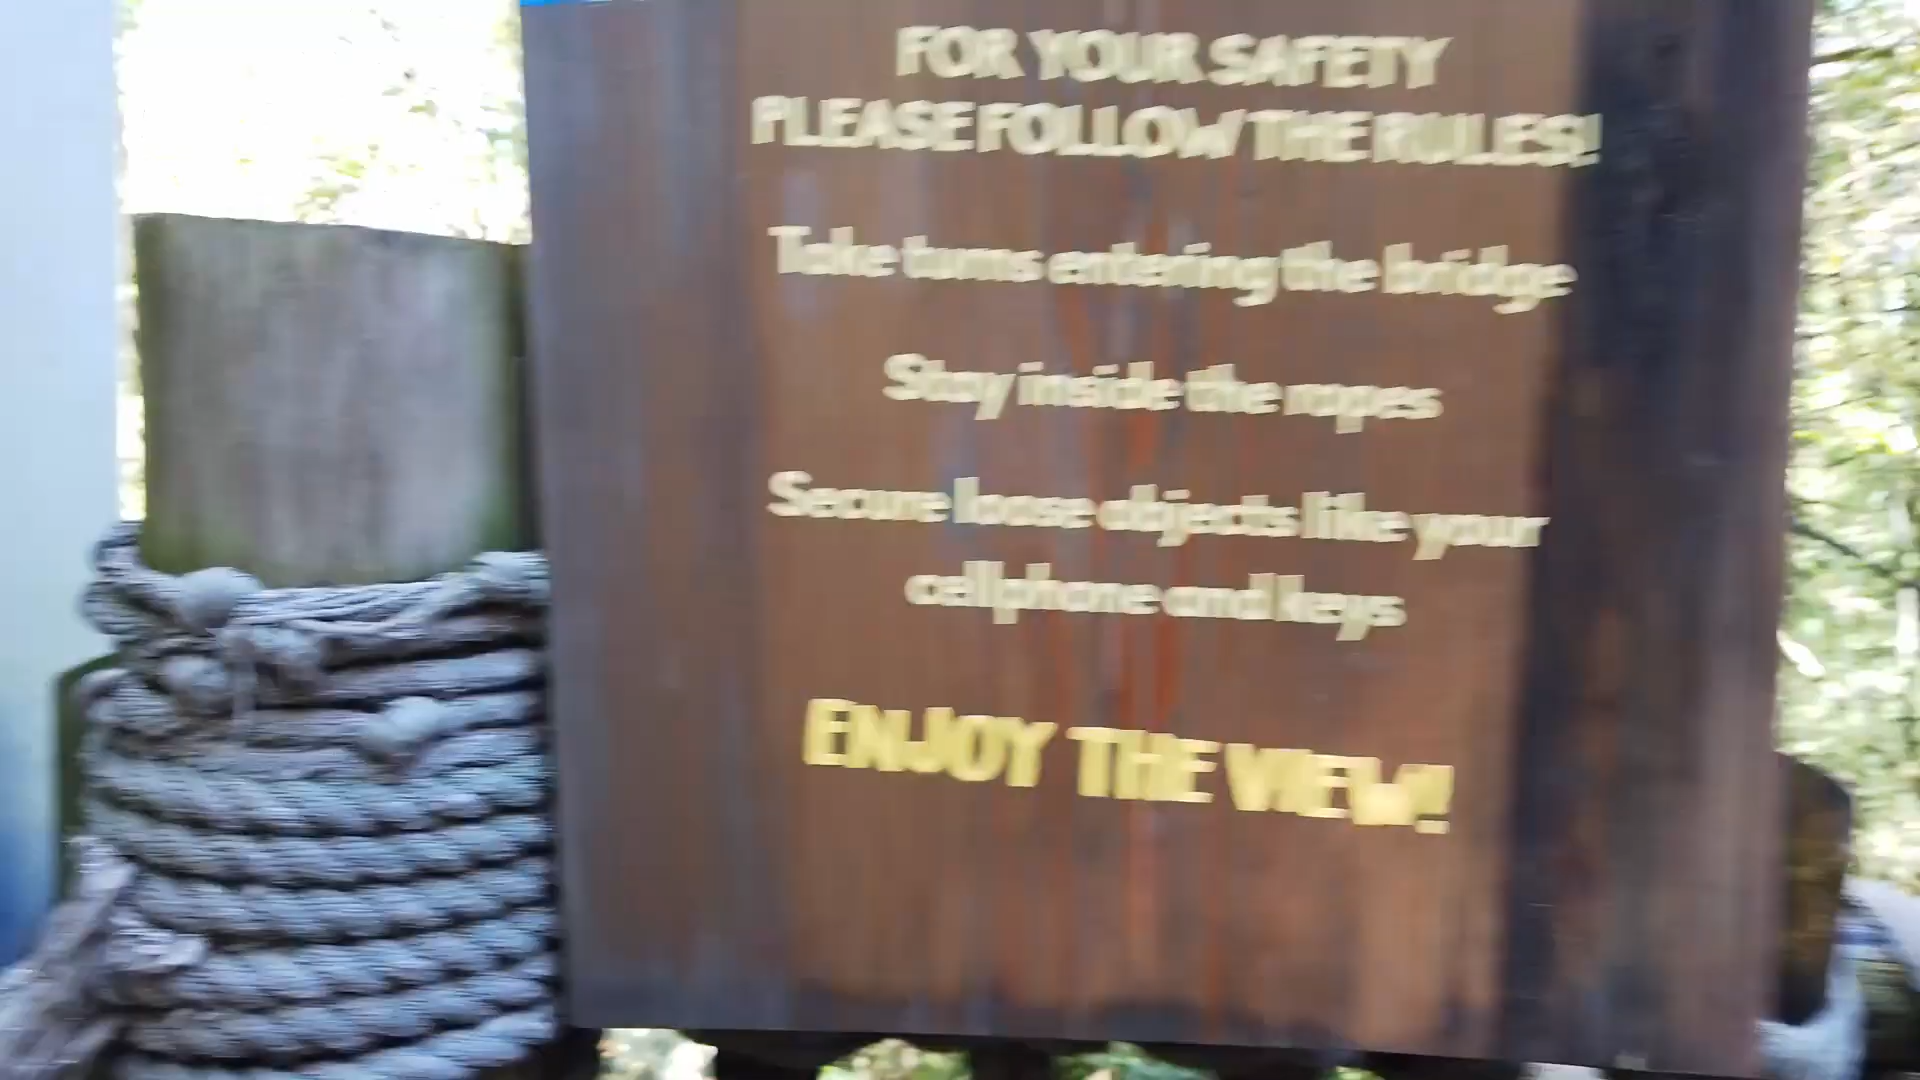 FOR YOUR SAFETY
PLEASE FOLLOW THE RULES!
Take turns entering the bridge
Stay inside the ropes
Secure loose objects like your
cellphone and keys
ENJOY THE VIEW!